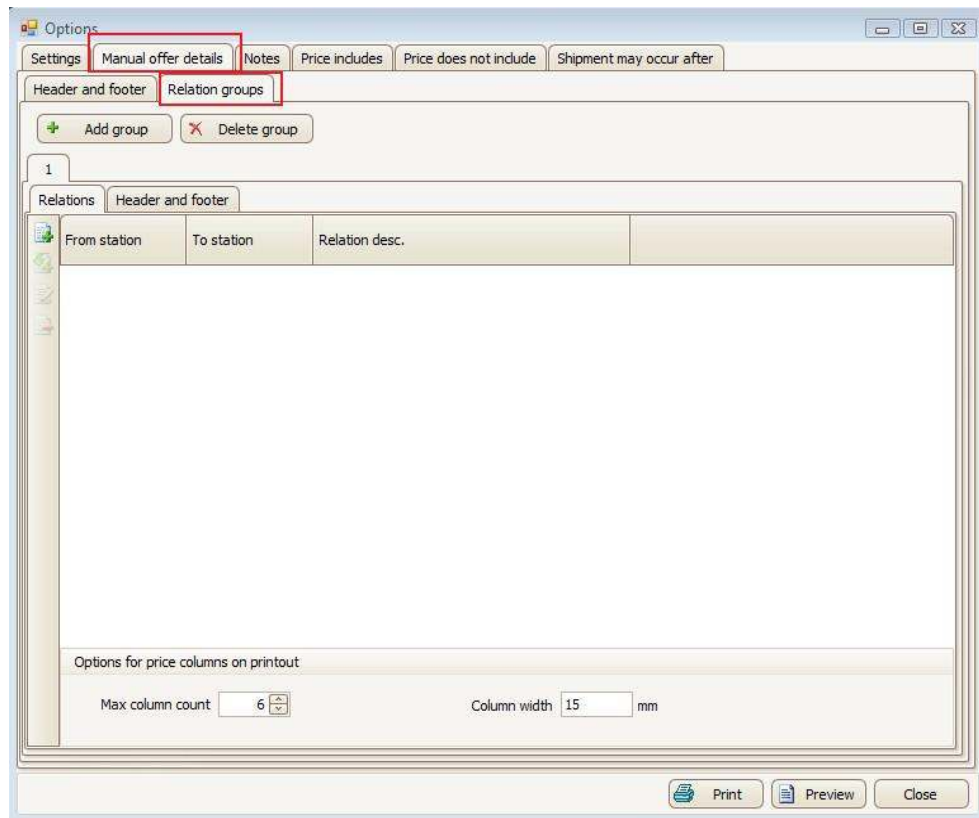 Options
Settings Manual offer details Notes Price includes Price does not include Shipment may occur after
Header and footer Relation groups
Add group Delete group
1
Relations Header and footer
From station To station Relation desc.
Options for price columns on printout
Max column count 6 Column width 15 mm
Print Preview Close